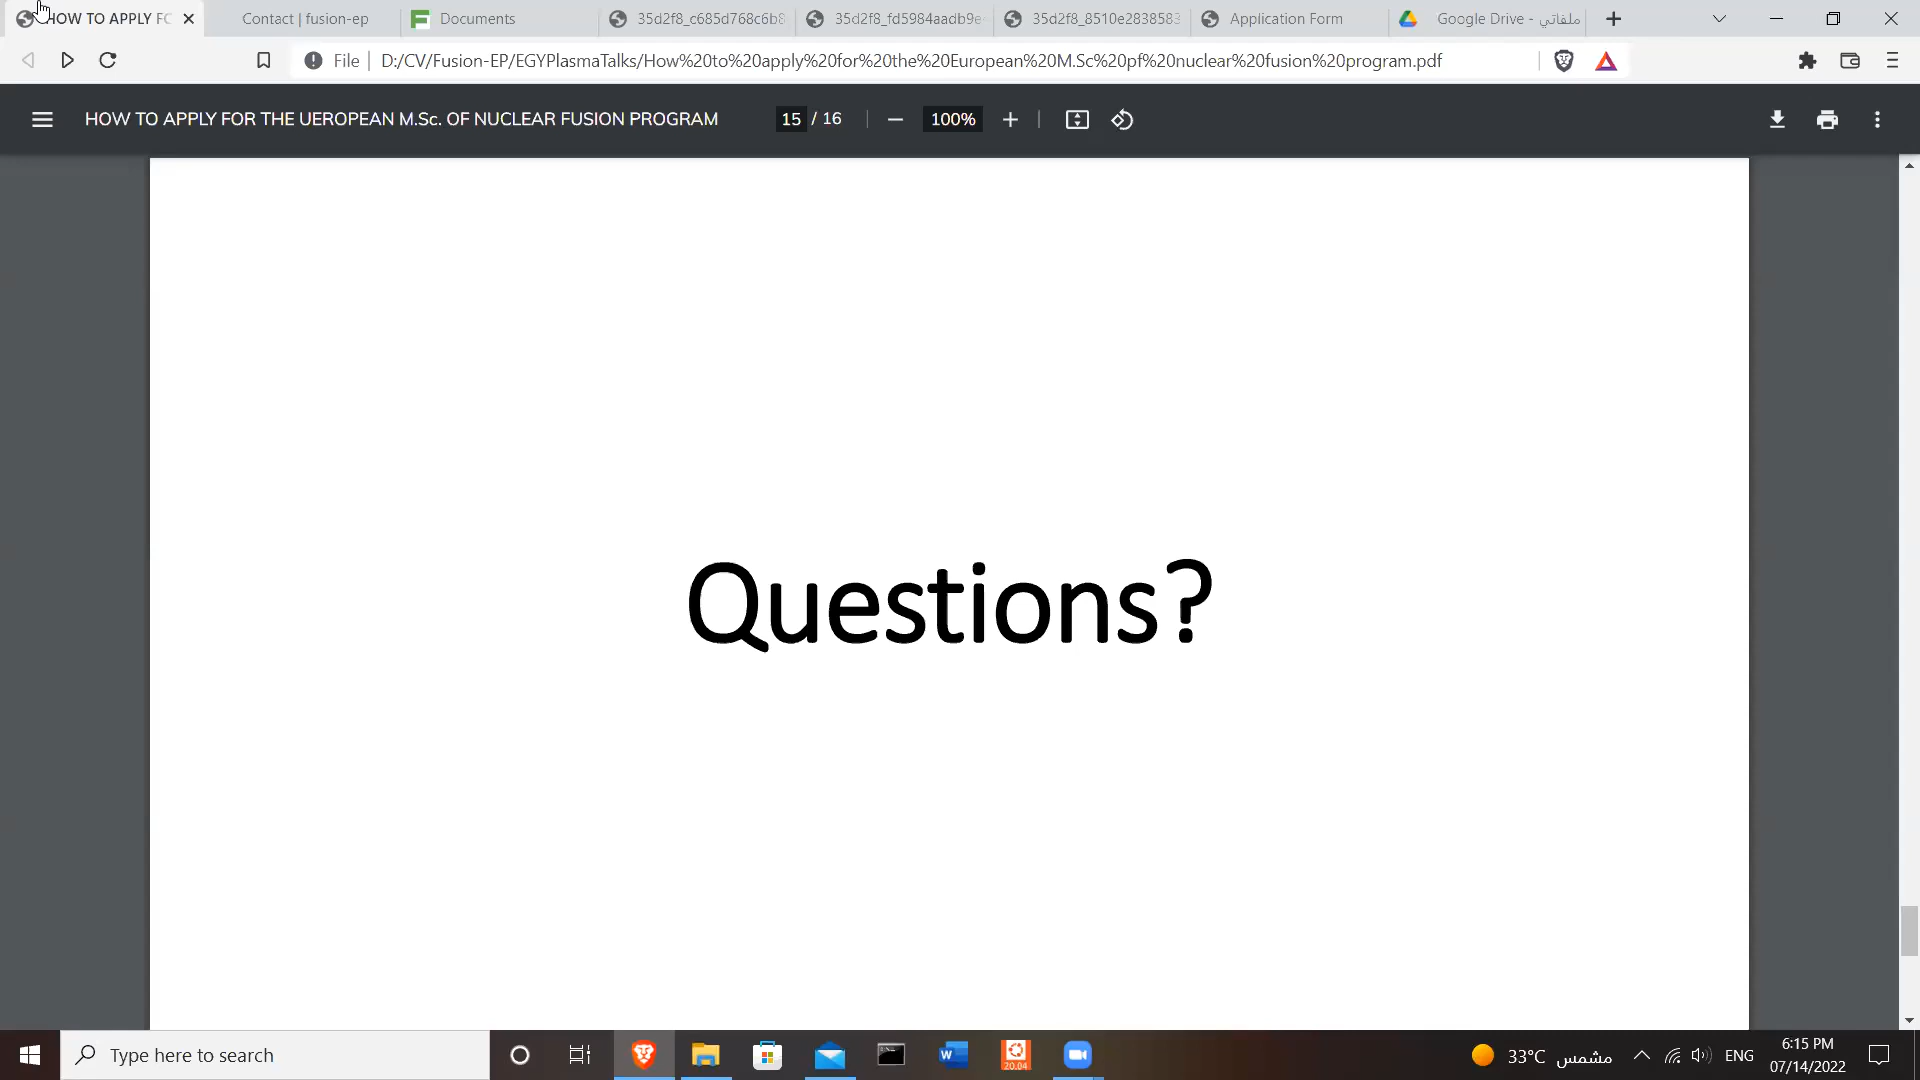 HOW TO APPLY FC
Contact | fusion-ep
Documents
35d2f8_c685d768c6b8
35d2f8_fd5984aadb9e
35d2f8_8510e2838583
Application Form
Google Drive - ملفاتي
File
D:/CV/Fusion-EP/EGYPlasmaTalks/How%20to%20apply%20for%20the%20European%20M.Sc%20pf%20nuclear%20fusion%20program.pdf
HOW TO APPLY FOR THE UEROPEAN M.Sc. OF NUCLEAR FUSION PROGRAM
15 / 16
100%
Questions?
Type here to search
20.04
33°C مشمس
ENG
6:15 PM
07/14/2022